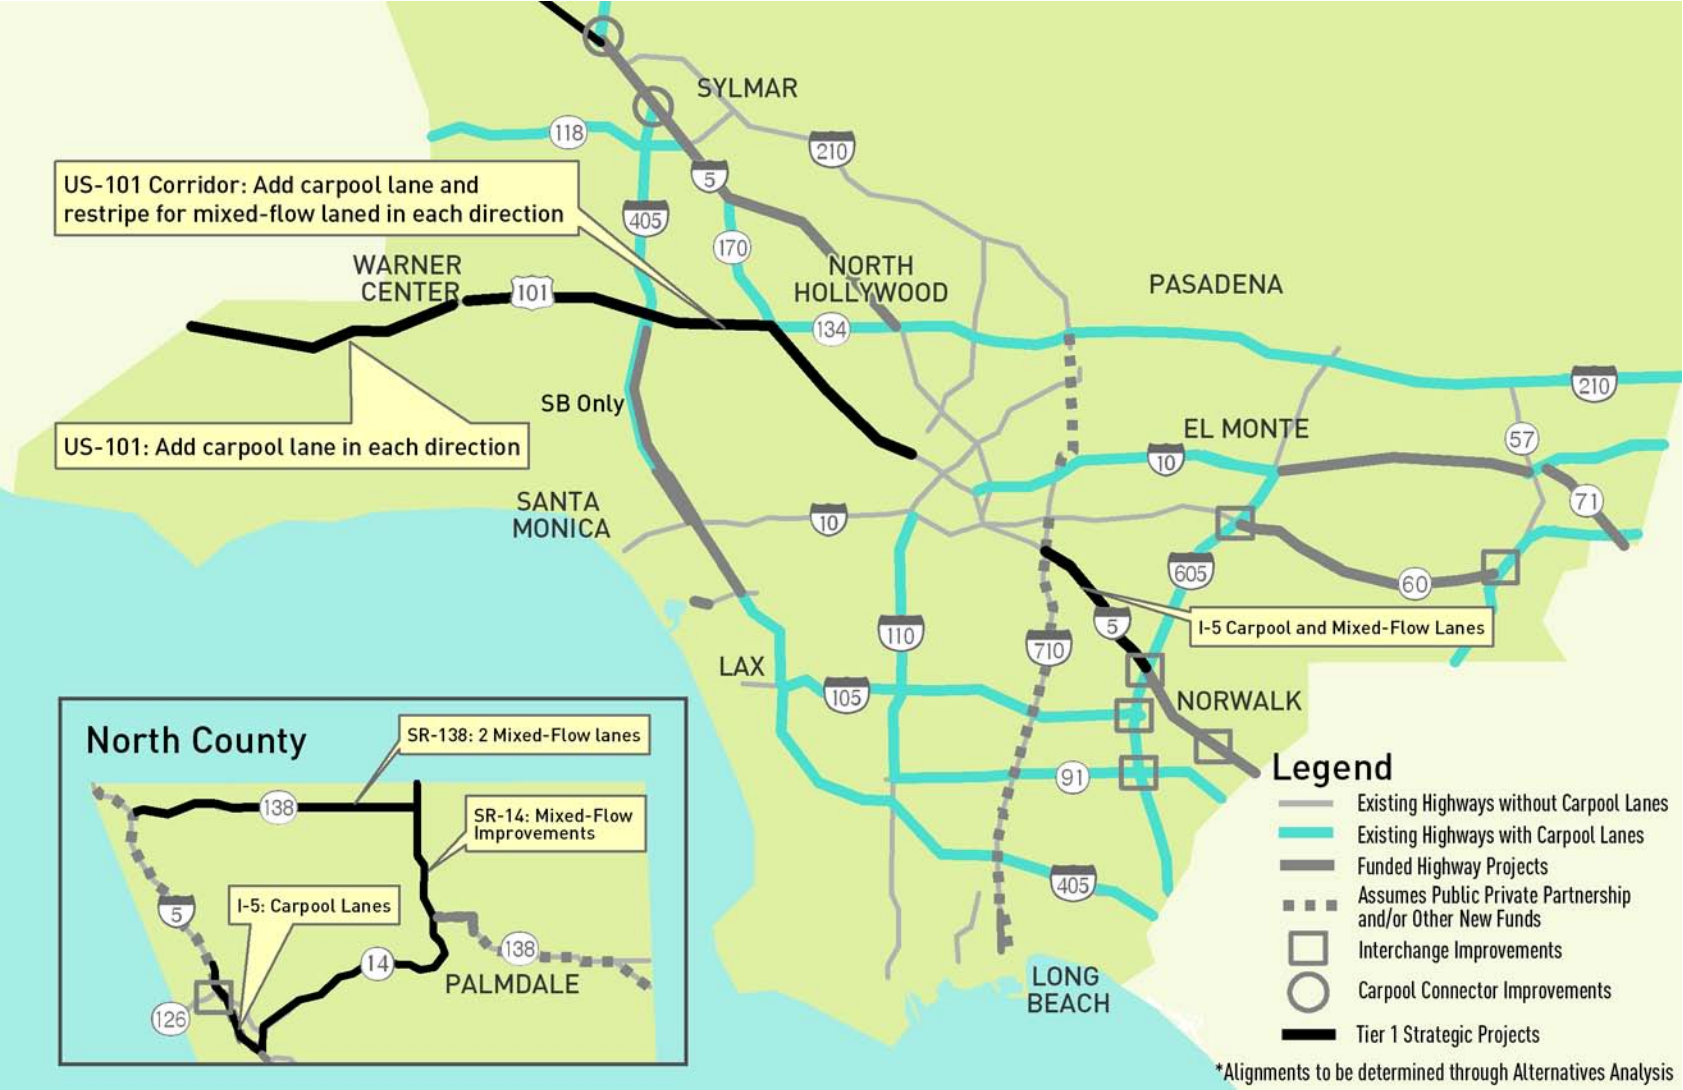 SYLMAR
118
210
5
US-101 Corridor: Add carpool lane and
restripe for mixed-flow laned in each direction
405
170
WARNER
CENTER
101
NORTH
HOLLYWOOD
PASADENA
134
210
SB Only
US-101: Add carpool lane in each direction
EL MONTE
57
10
SANTA
MONICA
10
71
605
60
5
I-5 Carpool and Mixed-Flow Lanes
110
710
LAX
105
NORWALK
91
405
LONG
BEACH
North County
SR-138: 2 Mixed-Flow lanes
138
SR-14: Mixed-Flow
Improvements
I-5: Carpool Lanes
5
138
14
PALMDALE
126
Legend
Existing Highways without Carpool Lanes
Existing Highways with Carpool Lanes
Funded Highway Projects
Assumes Public Private Partnership
and/or Other New Funds
Interchange Improvements
Carpool Connector Improvements
Tier 1 Strategic Projects
*Alignments to be determined through Alternatives Analysis